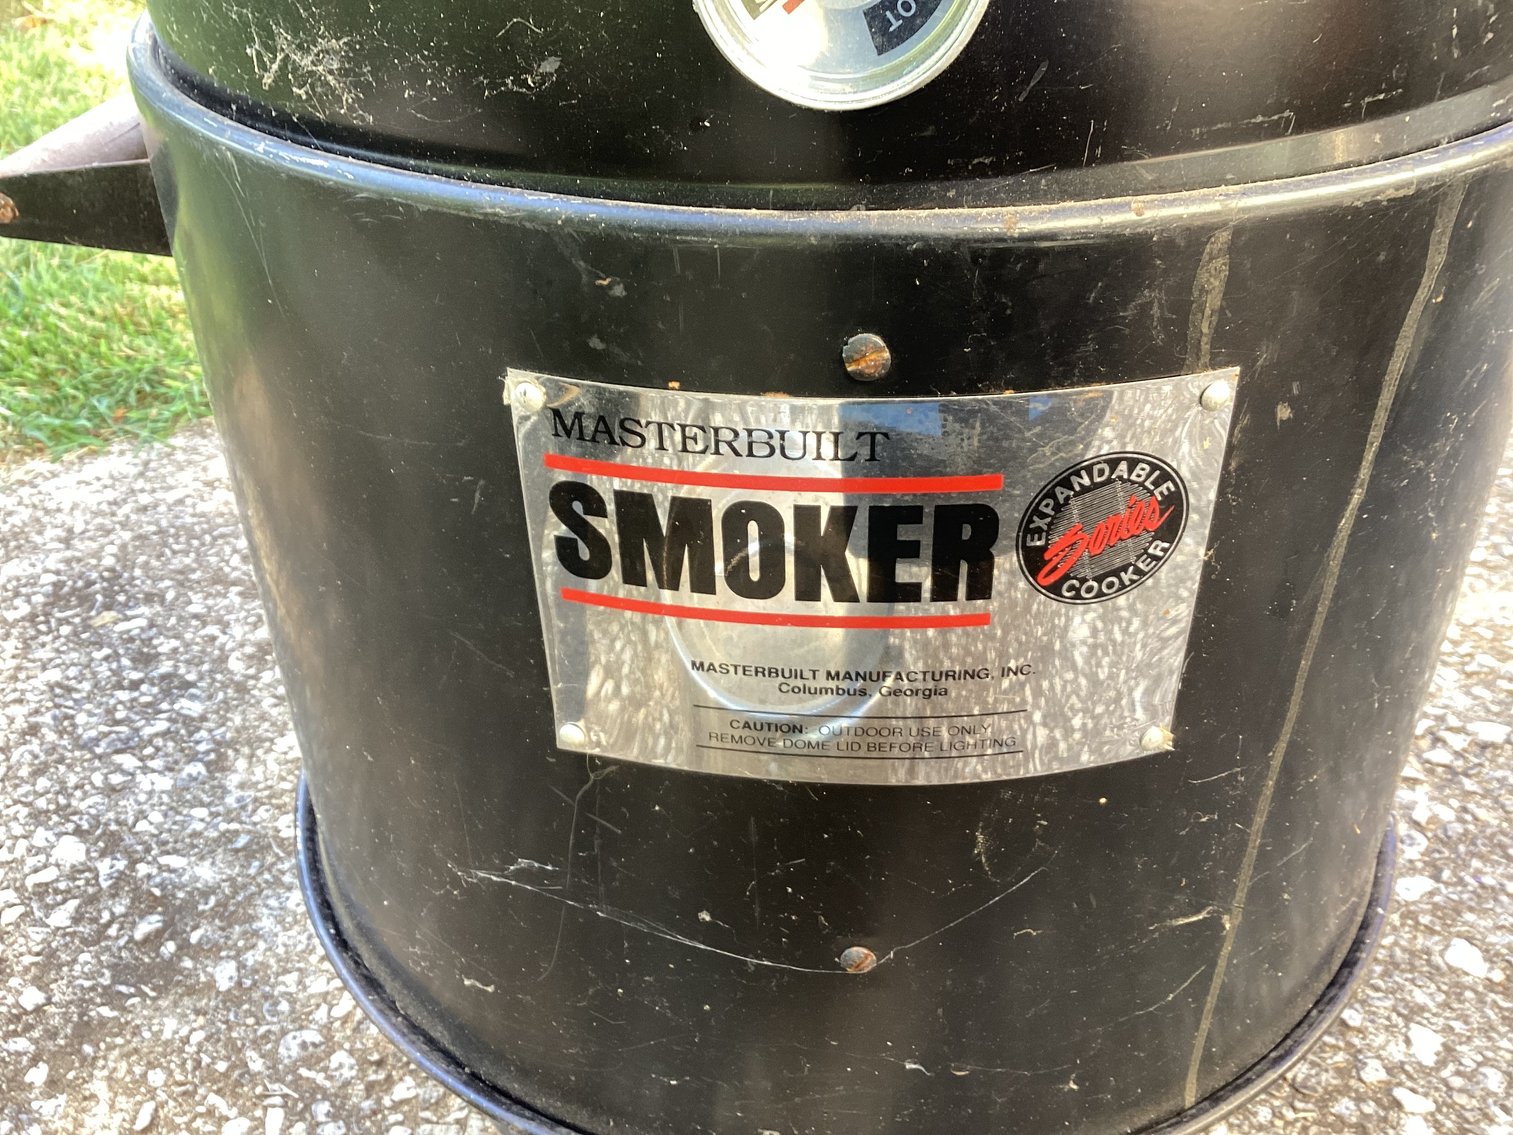 OT
MASTERBUILT
SMOKER
EXPANDABLE
Series
COOKER
MASTERBUILT MANUFACTURING, INC.
Columbus, Georgia
CAUTION: OUTDOOR USE ONLY
REMOVE DOME LID BEFORE LIGHTING